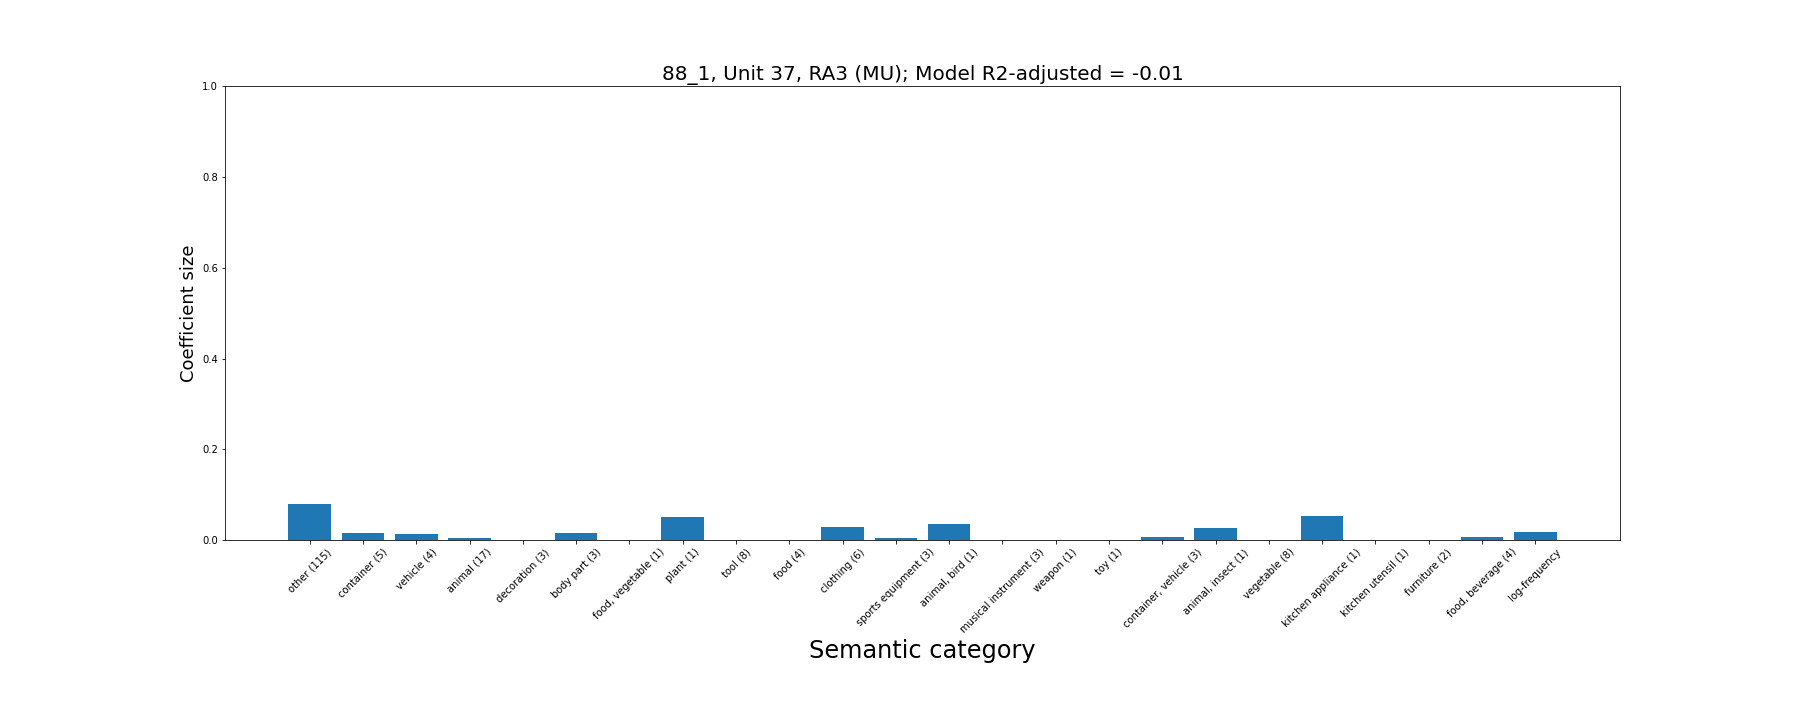 88_1, Unit 37, RA3 (MU); Model R2-adjusted = -0.01
Coefficient size
1.0
0.8
0.6
0.4
0.2
0.0
other (115)
container (5)
vehicle (4)
animal (17)
decoration (3)
body part (3)
food, vegetable (1)
plant (1)
tool (8)
food (4)
clothing (6)
sports equipment (3)
animal, bird (1)
musical instrument (3)
weapon (1)
toy (1)
container, vehicle (3)
animal, insect (1)
vegetable (8)
kitchen appliance (1)
kitchen utensil (1)
furniture (2)
food, beverage (4)
log-frequency
Semantic category